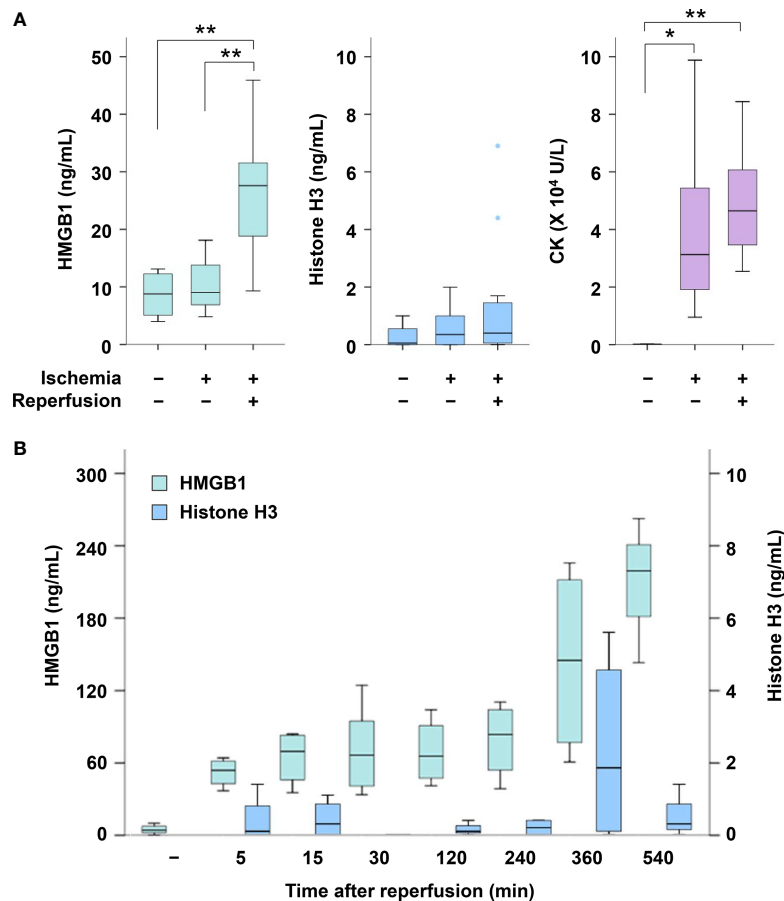 A
** ** * **
50 10 10
40 8 8
30 6 6
20 4 4
10 2 2
0 0 0
HMGB1 (ng/mL)
Histone H3 (ng/mL)
CK (X 10⁴ U/L)
Ischemia − + + − + + − + +
Reperfusion − − + − − + − − +
B
HMGB1
Histone H3
300 10
240 8
180 6
120 4
60 2
0 0
HMGB1 (ng/mL)
Histone H3 (ng/mL)
− 5 15 30 120 240 360 540
Time after reperfusion (min)